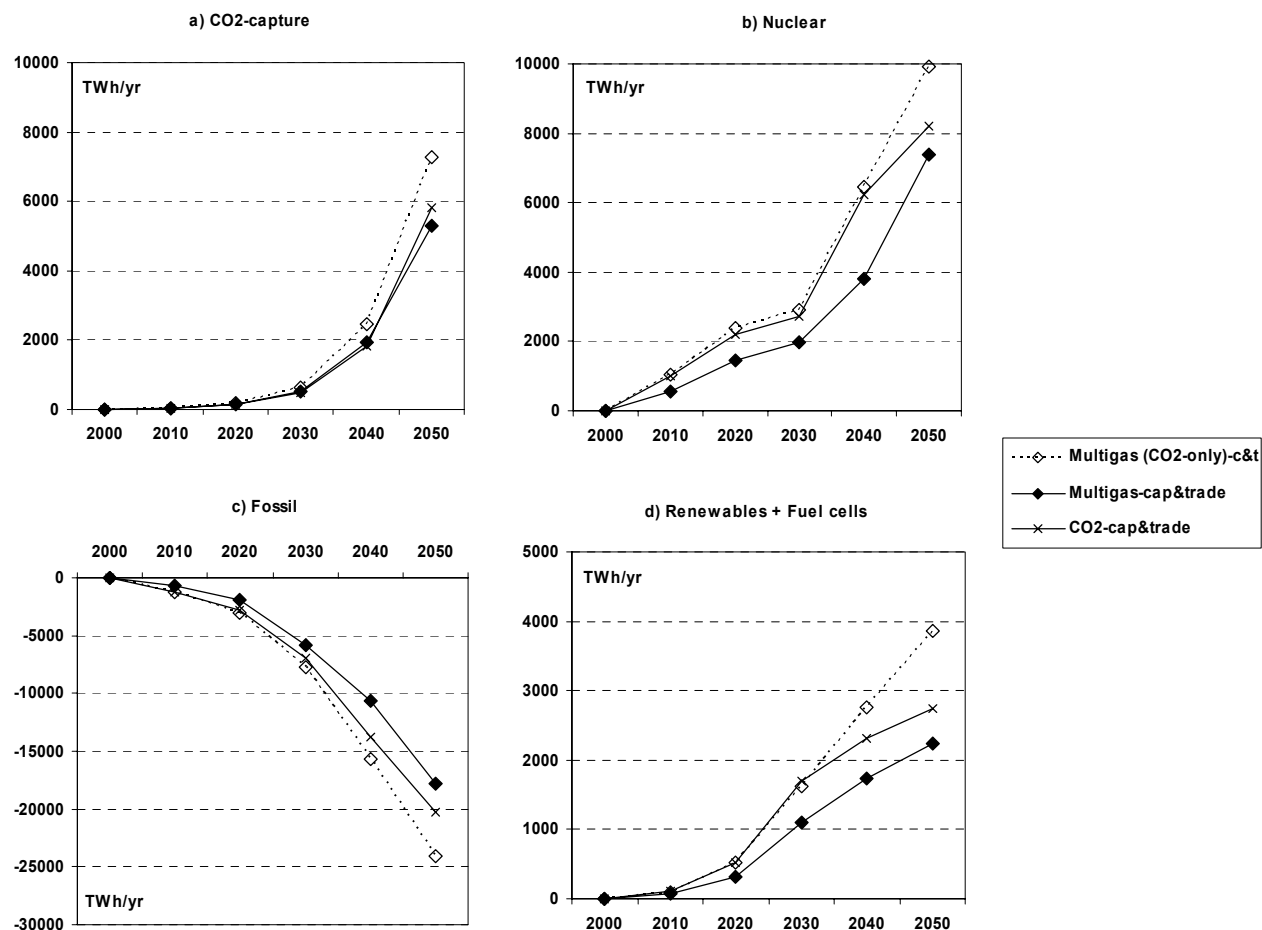 a) CO2-capture
10000
TWh/yr
8000
6000
4000
2000
0
2000 2010 2020 2030 2040 2050
b) Nuclear
10000
TWh/yr
8000
6000
4000
2000
0
2000 2010 2020 2030 2040 2050
Multigas (CO2-only)-c&t
Multigas-cap&trade
CO2-cap&trade
c) Fossil
2000 2010 2020 2030 2040 2050
0
-5000
-10000
-15000
-20000
-25000
TWh/yr
-30000
d) Renewables + Fuel cells
5000
TWh/yr
4000
3000
2000
1000
0
2000 2010 2020 2030 2040 2050